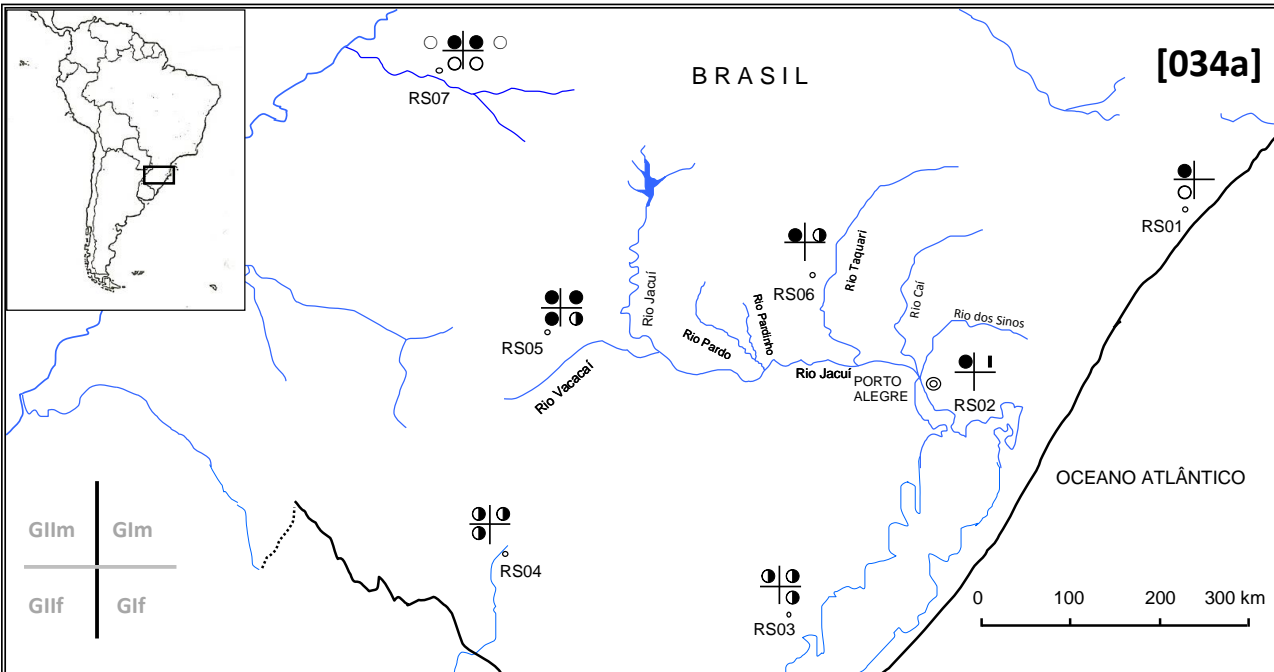 [034a]
BRASIL
RS07
RS01
Rio Taquari
RS06
Rio Caí
Rio Jacuí
Rio dos Sinos
RS05
Rio Pardo
Rio Pardinho
Rio Vacacaí
Rio Jacuí
PORTO
ALEGRE
RS02
OCEANO ATLÂNTICO
GIIm GIm
GIIf GIf
RS04
RS03
0 100 200 300 km